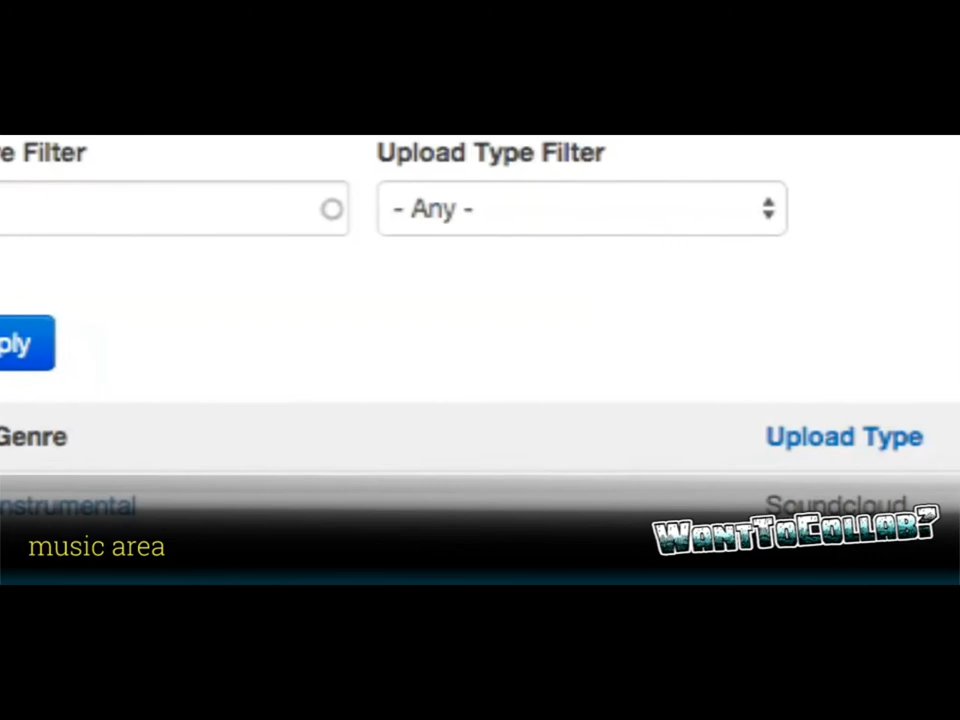 e Filter
Upload Type Filter
- Any -
ply
Genre
Upload Type
nstrumental
Soundcloud
music area
WANTTOCOLLAB?